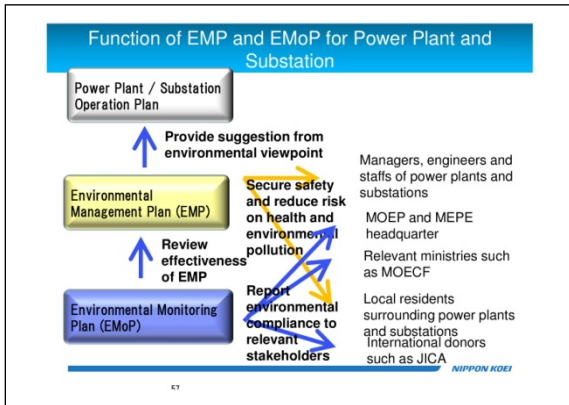 Function of EMP and EMoP for Power Plant and
Substation
Power Plant / Substation
Operation Plan
Provide suggestion from
environmental viewpoint
Environmental
Management Plan (EMP)
Secure safety
and reduce risk
on health and
environmental
pollution
Review
effectiveness
of EMP
Environmental Monitoring
Plan (EMoP)
Report
environmental
compliance to
relevant
stakeholders
Managers, engineers and
staffs of power plants and
substations
MOEP and MEPE
headquarter
Relevant ministries such
as MOECF
Local residents
surrounding power plants
and substations
International donors
such as JICA
NIPPON KOEI